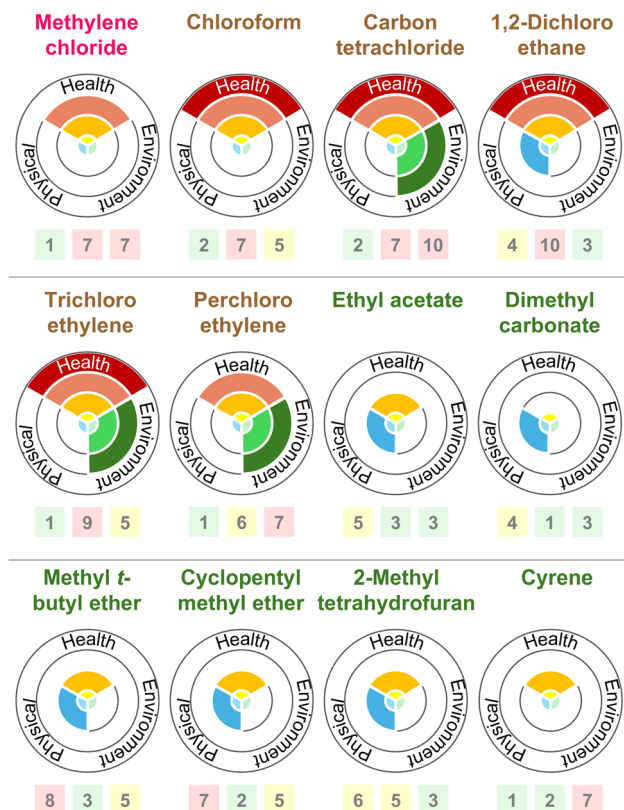 Methyl­ene
chloride
Chloroform
Carbon
tetrachloride
1,2-Dichloro
ethane
Health
Environment
Physical
Health
Environment
Physical
Health
Environment
Physical
Health
Environment
Physical
1 7 7
2 7 5
2 7 10
4 10 3
Trichloro
ethylene
Perchloro
ethylene
Ethyl acetate
Dimethyl
carbonate
Health
Environment
Physical
Health
Environment
Physical
Health
Environment
Physical
Health
Environment
Physical
1 9 5
1 6 7
5 3 3
4 1 3
Methyl t-
butyl ether
Cyclopentyl
methyl ether
2-Methyl
tetrahydrofuran
Cyrene
Health
Environment
Physical
Health
Environment
Physical
Health
Environment
Physical
Health
Environment
Physical
8 3 5
7 2 5
6 5 3
1 2 7